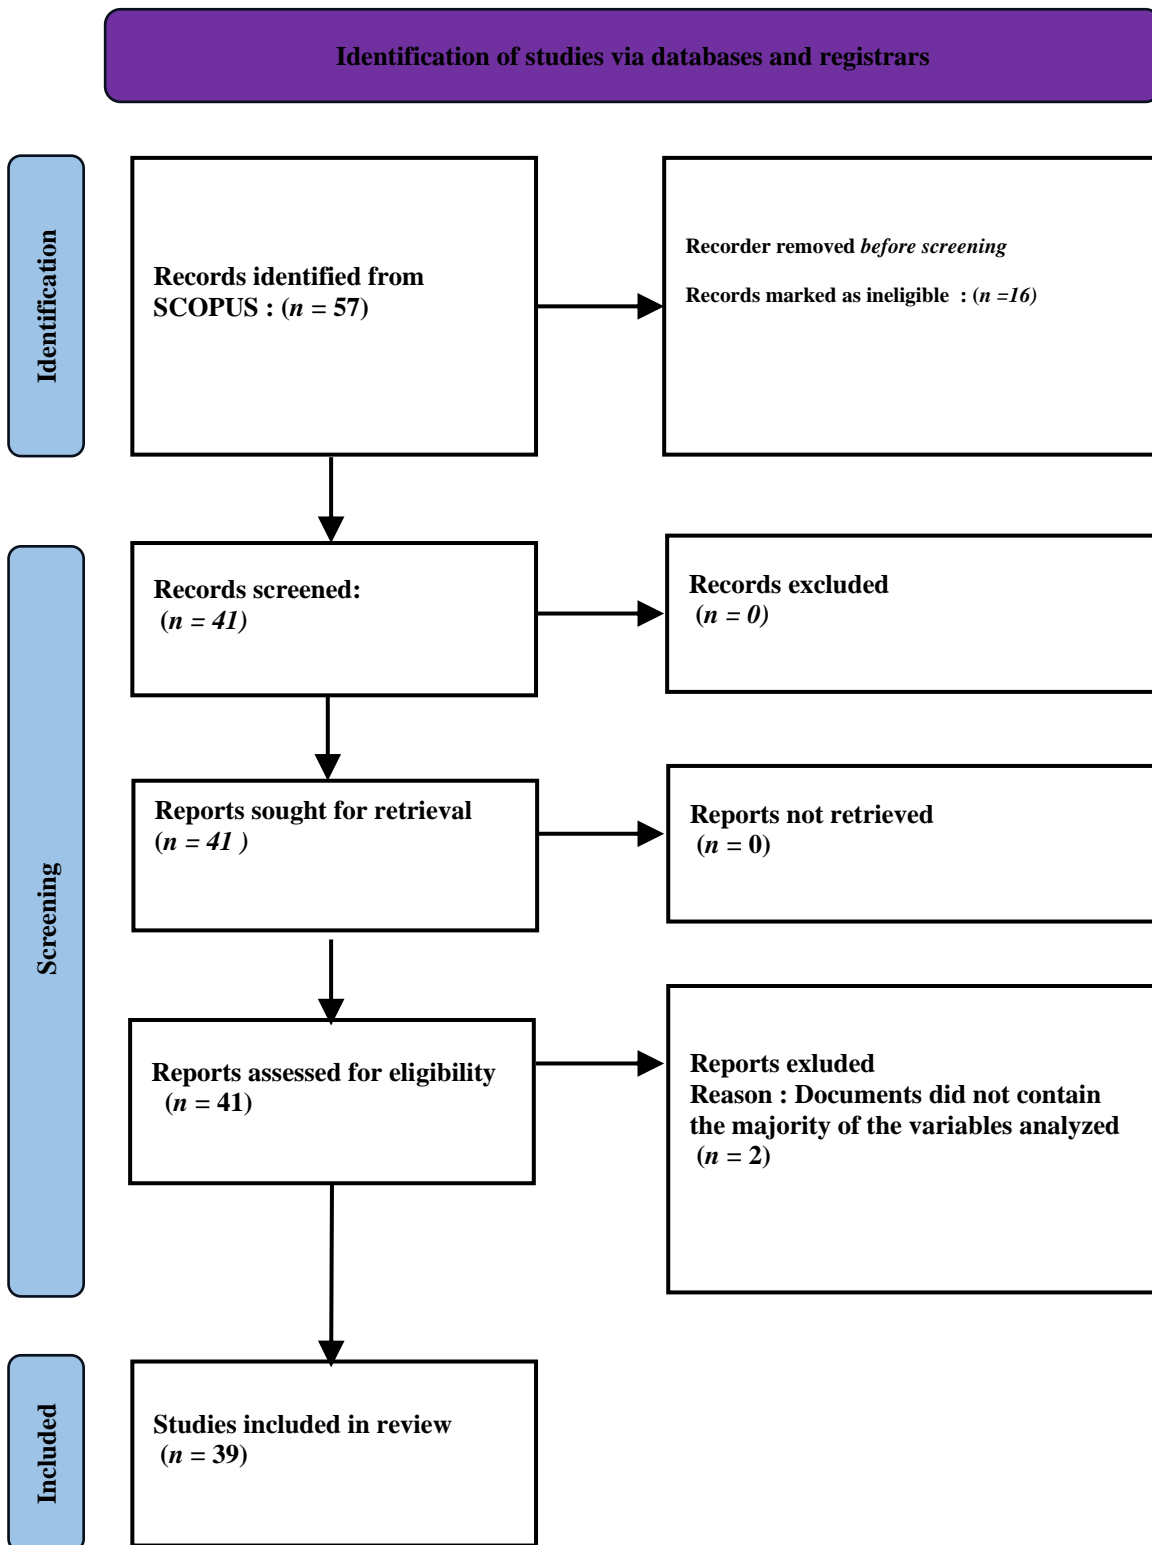 Identification of studies via databases and registrars
Identification
Records identified from
SCOPUS : (n = 57)
Recorder removed before screening
Records marked as ineligible : (n =16)
Screening
Records screened:
(n = 41)
Records excluded
(n = 0)
Reports sought for retrieval
(n = 41 )
Reports not retrieved
(n = 0)
Reports assessed for eligibility
(n = 41)
Reports exluded
Reason : Documents did not contain
the majority of the variables analyzed
(n = 2)
Included
Studies included in review
(n = 39)